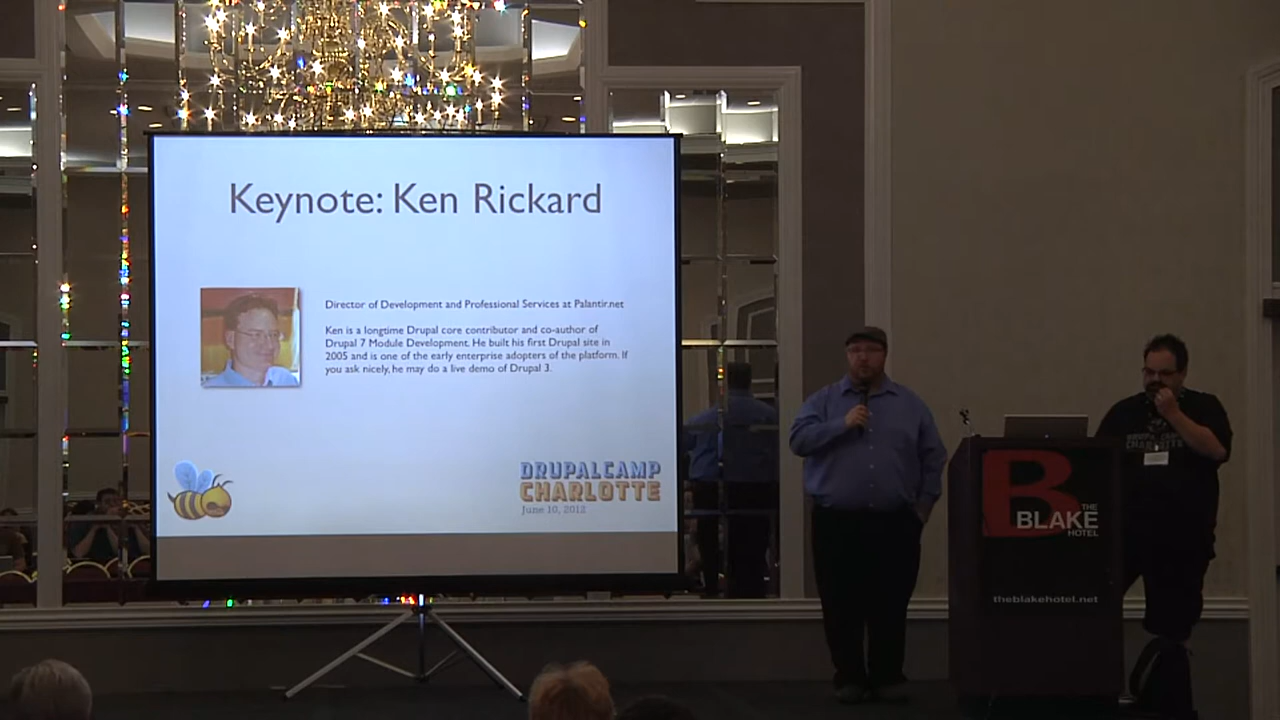 Keynote: Ken Rickard
Director of Development and Professional Services at Palantir.net
Ken is a longtime Drupal core contributor and co-author of
Drupal 7 Module Development. He built his first Drupal site in
2005 and is one of the early enterprise adopters of the platform. If
you ask nicely, he may do a live demo of Drupal 3.
DRUPALCAMP
CHARLOTTE
June 10, 2012
B
THE
BLAKE
HOTEL
theblakehotel.net
DRUPALCAMP
CHARLOTTE